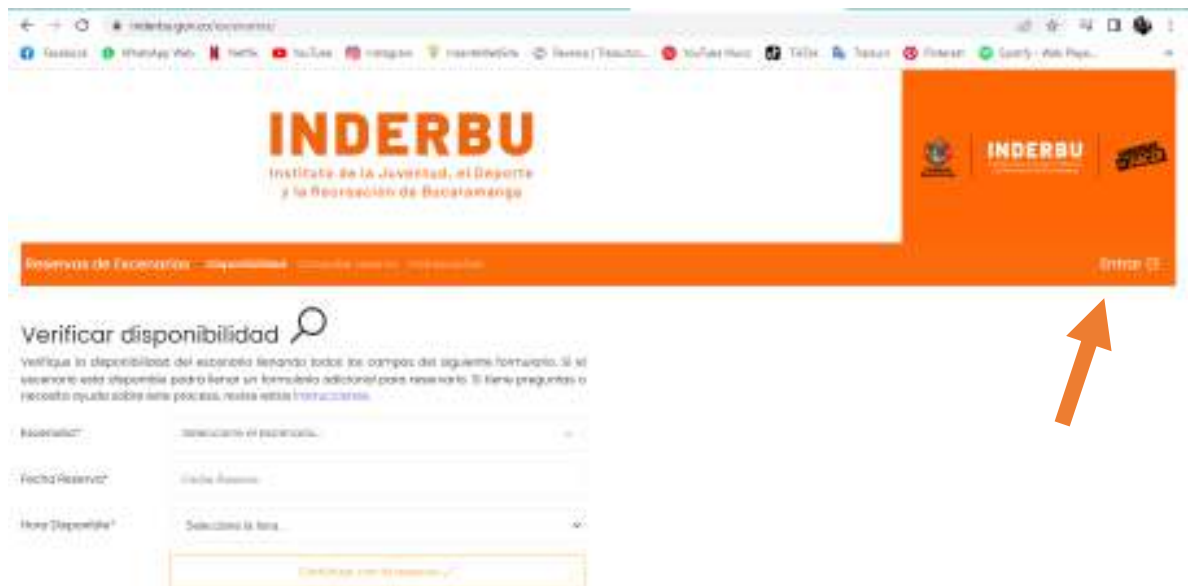 inderbu.gov.co/escenarios/
Facebook WhatsApp Web Netflix YouTube Instagram YouTube Music TikTok Pinterest Spotify - Web Playe...
INDERBU
Instituto de la Juventud, el Deporte
y la Recreación de Bucaramanga
INDERBU
Reservas de Escenarios Disponibilidad
Entrar
Verificar disponibilidad
Verifique la disponibilidad del escenario llenando todos los campos del siguiente formulario. Si el
escenario esta disponible podra llenar un formulario adicional para reservarlo. Si tiene preguntas o
necesita ayuda sobre este proceso, revise estas Instrucciones.
Escenario* Seleccione el Escenario...
Fecha Reserva* Fecha Reserva
Hora Disponible* Seleccione la hora...